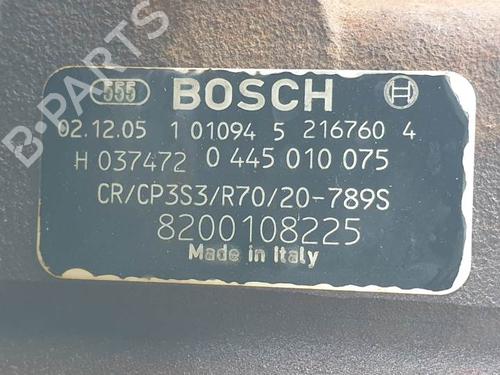 555 BOSCH
02.12.05 1 01094 5 216760 4
H 037472 0 445 010 075
CR/CP3S3/R70/20-789S
8200108225
Made in Italy
B-PARTS